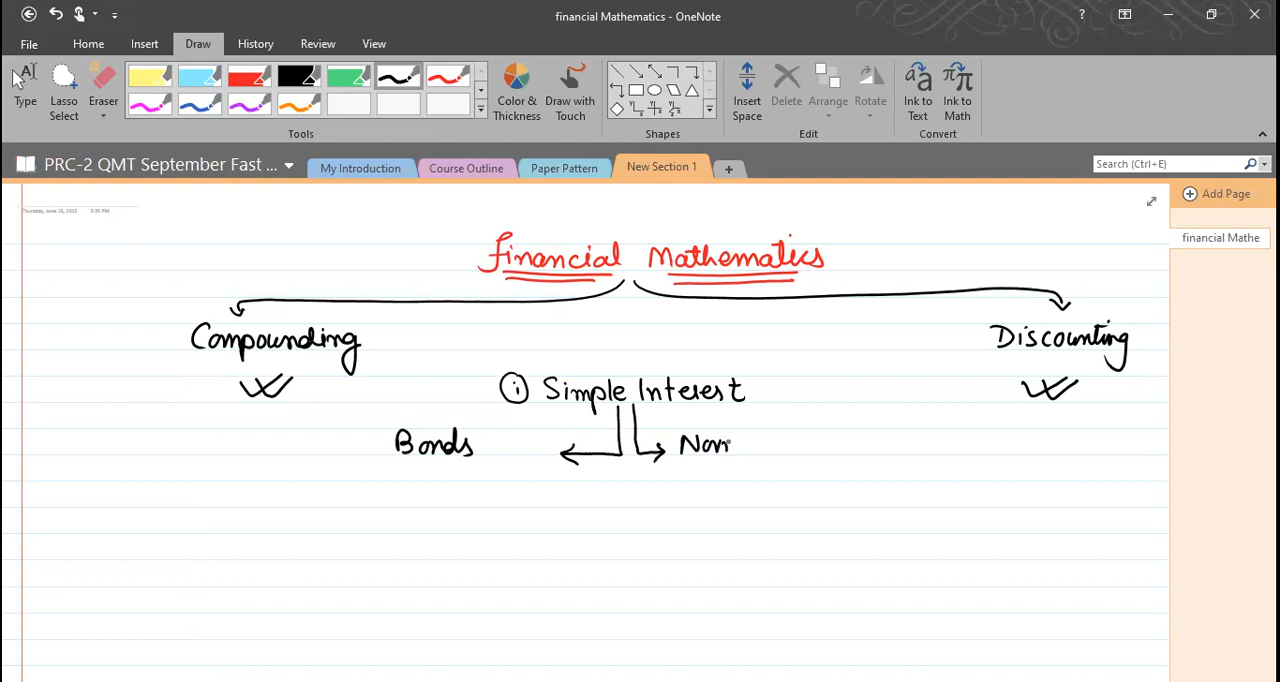 financial Mathematics - OneNote
File Home Insert Draw History Review View
Type
Lasso Select
Eraser
Color & Thickness
Draw with Touch
Insert Space
Delete
Arrange
Rotate
Ink to Text
Ink to Math
Tools
Shapes
Edit
Convert
PRC-2 QMT September Fast ...
My Introduction
Course Outline
Paper Pattern
New Section 1
Search (Ctrl+E)
Add Page
financial Mathe
3:35 PM
financial Mathematics
Compounding
Discounting
i Simple Interest
Bonds